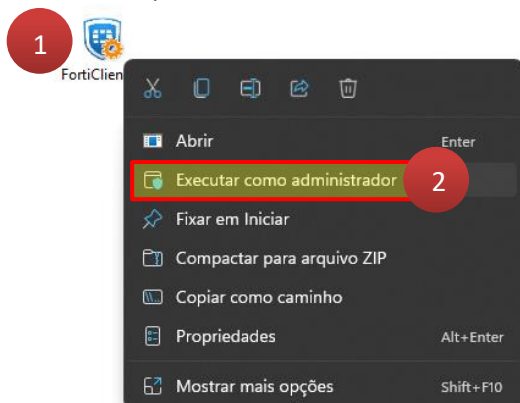 1
FortiClien
Abrir Enter
Executar como administrador 2
Fixar em Iniciar
Compactar para arquivo ZIP
Copiar como caminho
Propriedades Alt+Enter
Mostrar mais opções Shift+F10